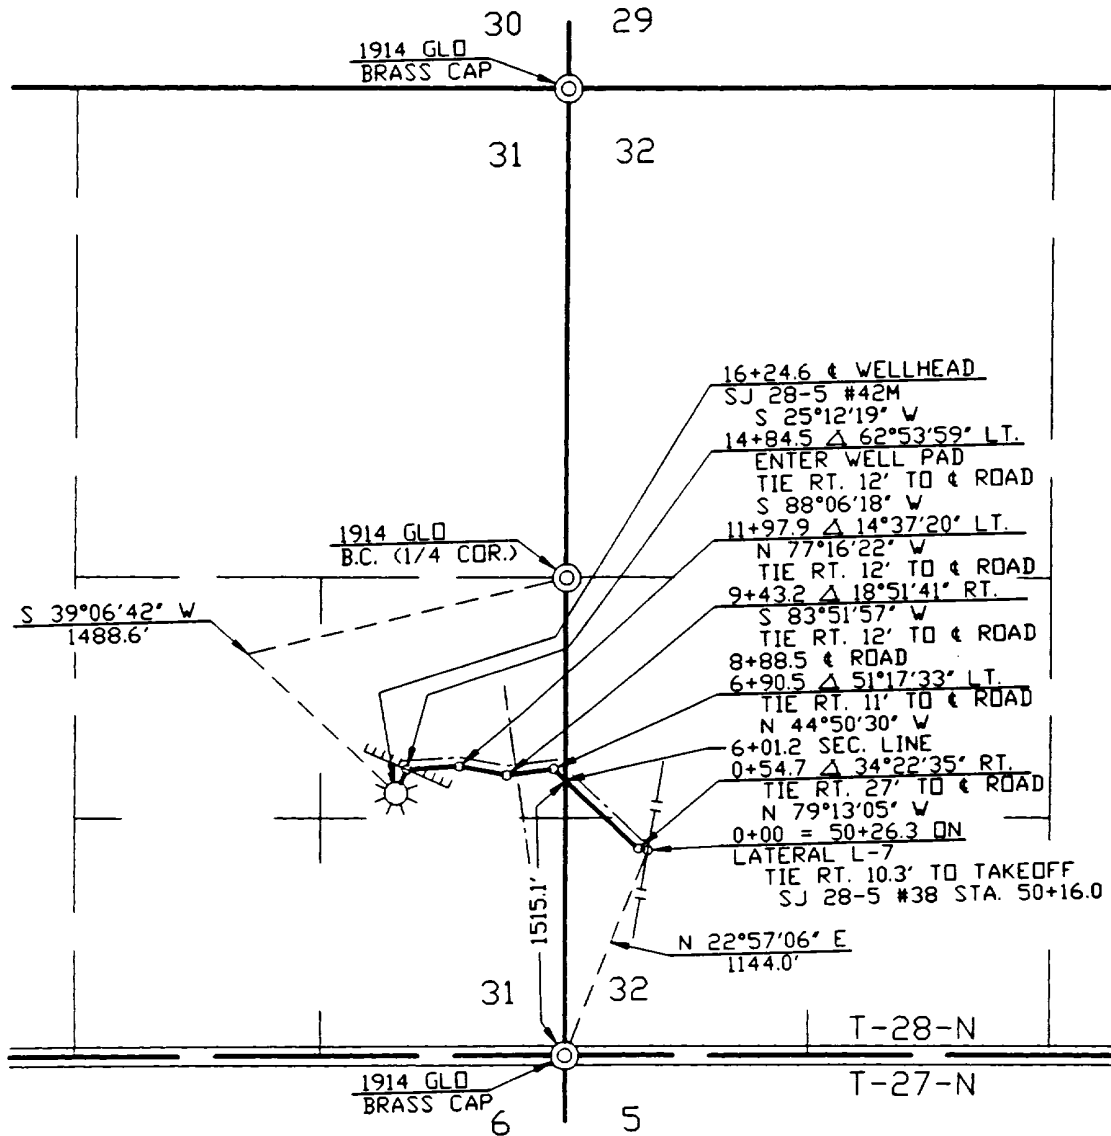 30 29
1914 GLO
BRASS CAP
31 32
16+24.6 ℄ WELLHEAD
SJ 28-5 #42M
S 25°12'19" W
14+84.5 △ 62°53'59" LT.
ENTER WELL PAD
TIE RT. 12' TO ℄ ROAD
S 88°06'18" W
11+97.9 △ 14°37'20" LT.
N 77°16'22" W
TIE RT. 12' TO ℄ ROAD
9+43.2 △ 18°51'41" RT.
S 83°51'57" W
TIE RT. 12' TO ℄ ROAD
8+88.5 ℄ ROAD
6+90.5 △ 51°17'33" LT.
TIE RT. 11' TO ℄ ROAD
N 44°50'30" W
6+01.2 SEC. LINE
0+54.7 △ 34°22'35" RT.
TIE RT. 27' TO ℄ ROAD
N 79°13'05" W
0+00 = 50+26.3 ON
LATERAL L-7
TIE RT. 10.3' TO TAKEOFF
SJ 28-5 #38 STA. 50+16.0
1914 GLO
B.C. (1/4 COR.)
S 39°06'42" W
1488.6'
1515.1'
N 22°57'06" E
1144.0'
31 32
T-28-N
T-27-N
1914 GLO
BRASS CAP
6 5